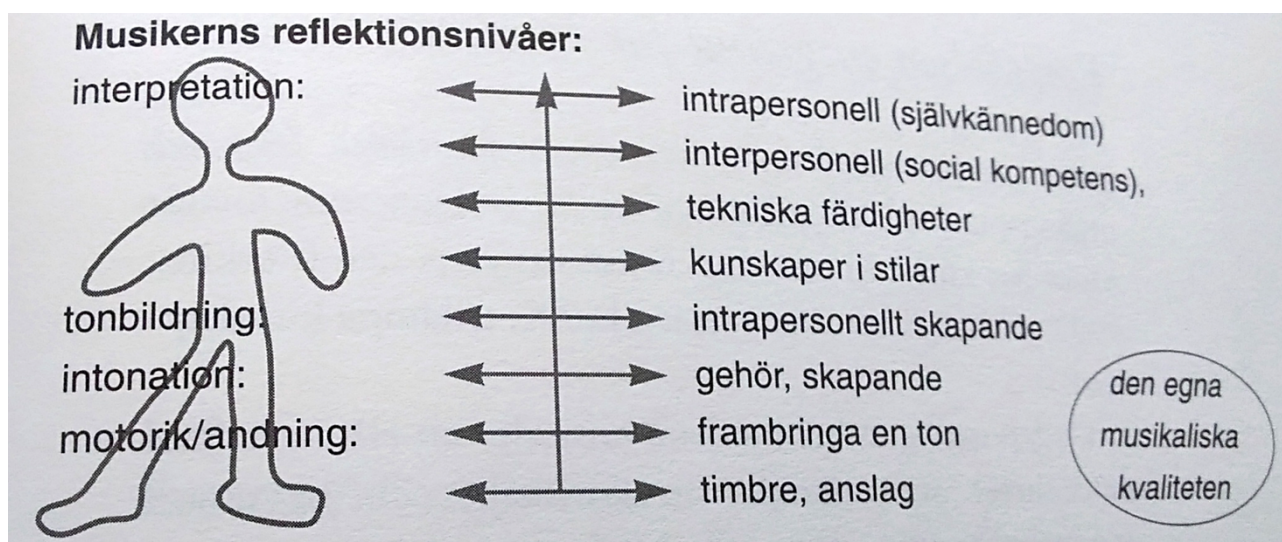 Musikerns reflektionsnivåer:
interpretation:
intrapersonell (självkännedom)
interpersonell (social kompetens),
tekniska färdigheter
kunskaper i stilar
tonbildning:
intrapersonellt skapande
intonation:
gehör, skapande
motorik/andning:
frambringa en ton
timbre, anslag
den egna
musikaliska
kvaliteten